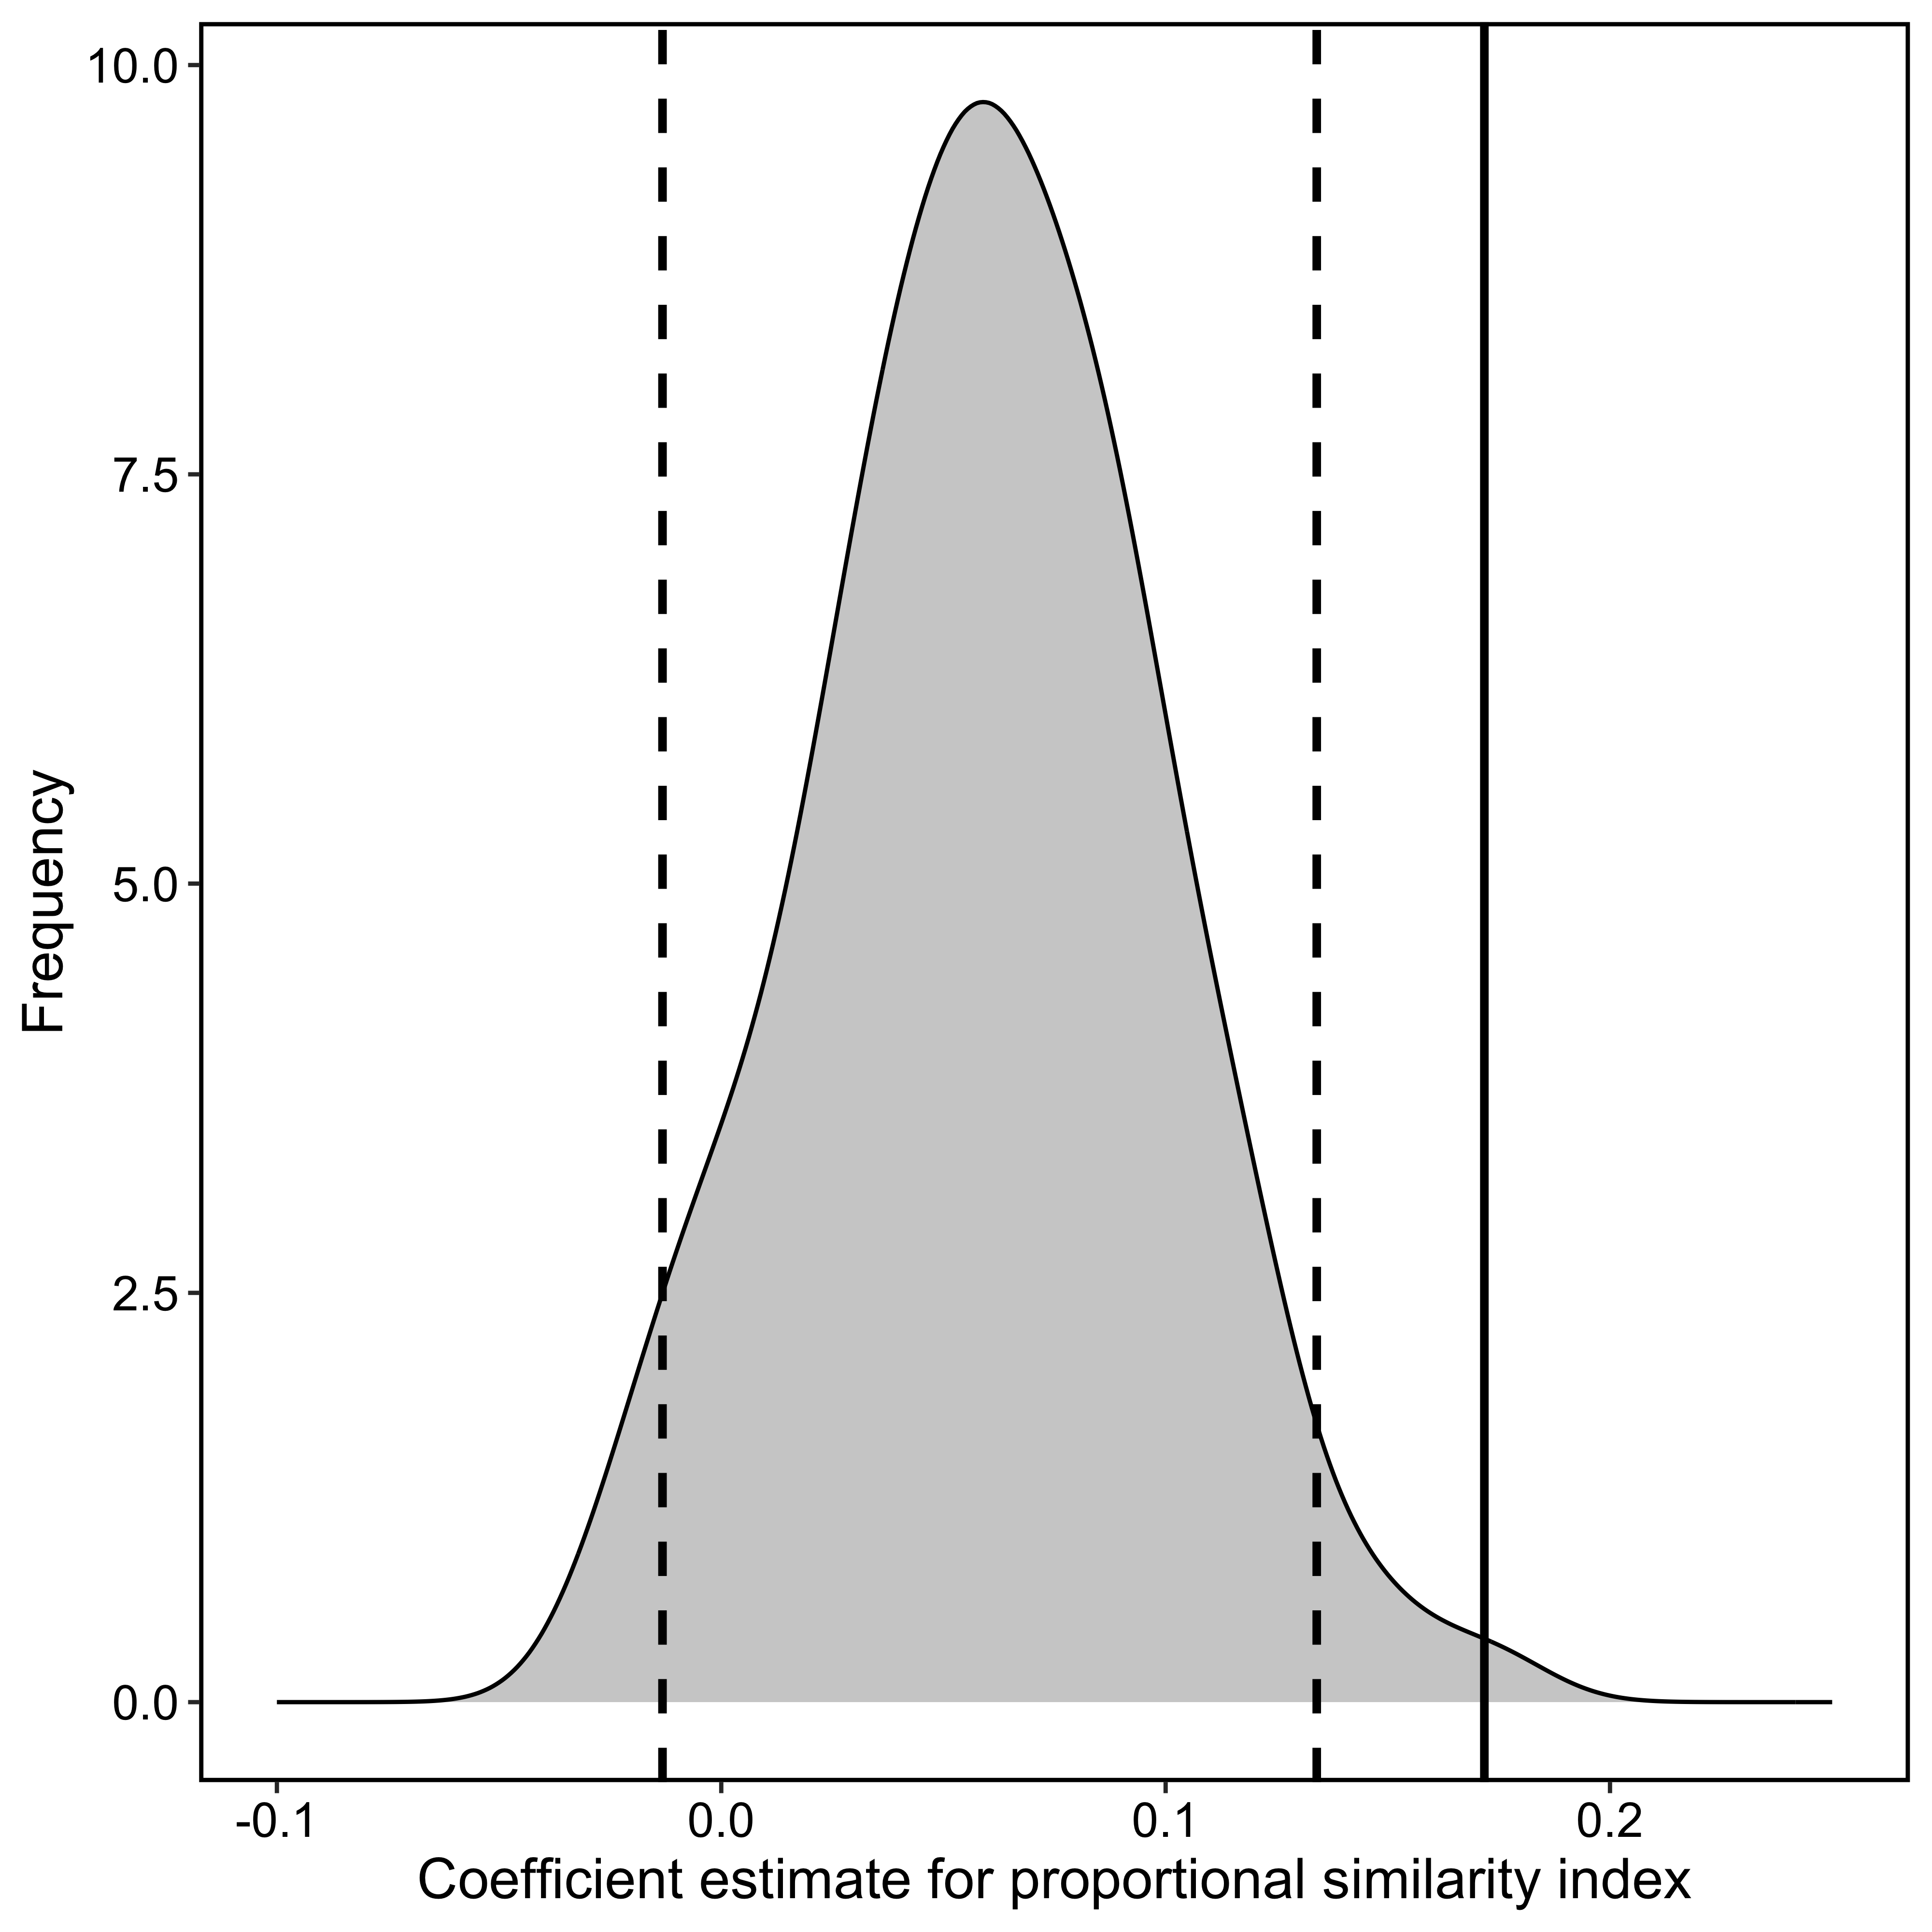 10.0
7.5
5.0
2.5
0.0
Frequency
-0.1 0.0 0.1 0.2
Coefficient estimate for proportional similarity index